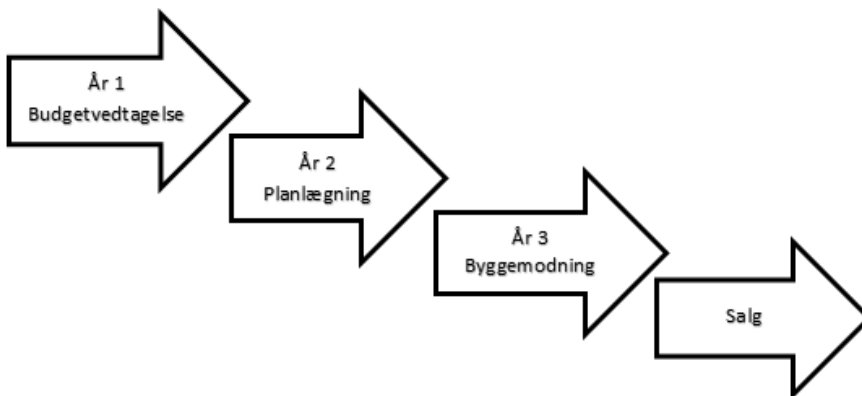 År 1
Budgetvedtagelse
År 2
Planlægning
År 3
Byggemodning
Salg